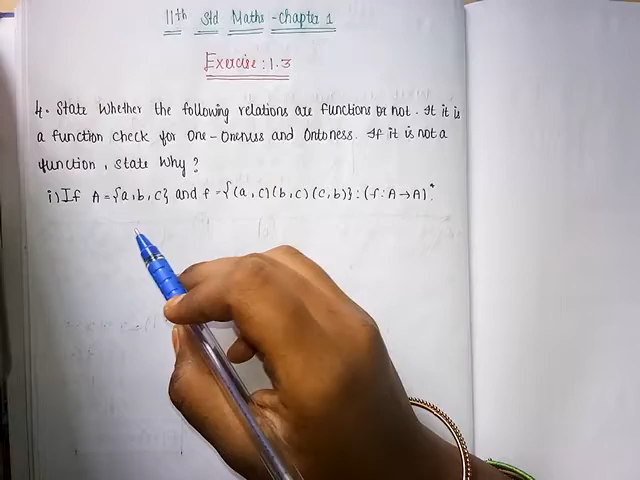 11th Std Maths - Chapter 1
Exercise : 1.3
4. State Whether the following relations are functions or not. If it is
a function check for One-Oneness and Ontoness. If it is not a
function, state Why?
i) If A = {a, b, c} and f = {(a, c) (b, c) (c, b)} : (f : A → A).